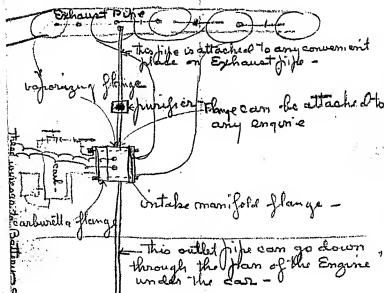 Exhaust Pipe
this pipe is attached to any convenient
place on Exhaust pipe -
vaporizing flange
purifier
flange can be attached to
any engine
coil
carburetta flange
intake manifold flange -
this outlet pipe can go down
through the pan of the Engine,
under the car -